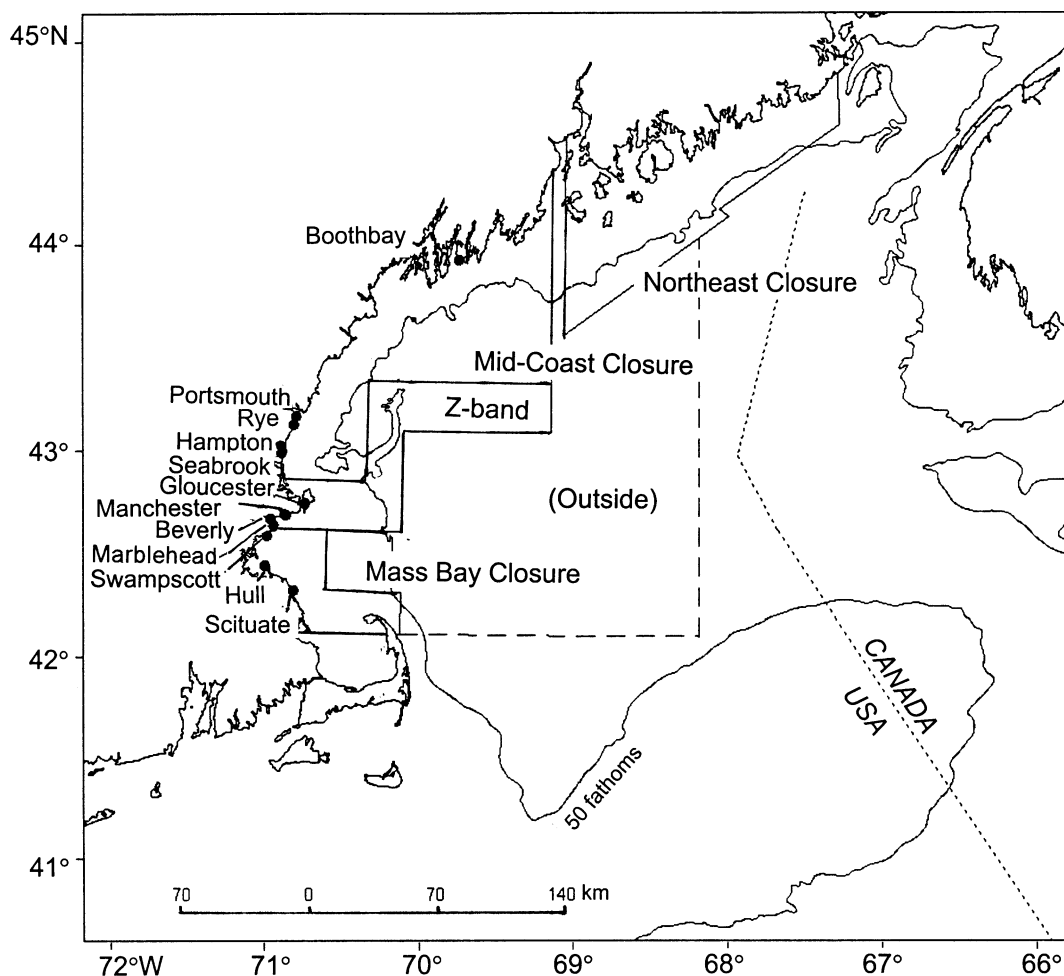 45°N
Boothbay
44°
Northeast Closure
Mid-Coast Closure
Portsmouth
Z-band
Rye
Hampton
43°
Seabrook
Gloucester
(Outside)
Manchester
Beverly
Marblehead
Mass Bay Closure
Swampscott
Hull
Scituate
42°
CANADA
USA
50 fathoms
41°
70 0 70 140 km
72°W 71° 70° 69° 68° 67° 66°